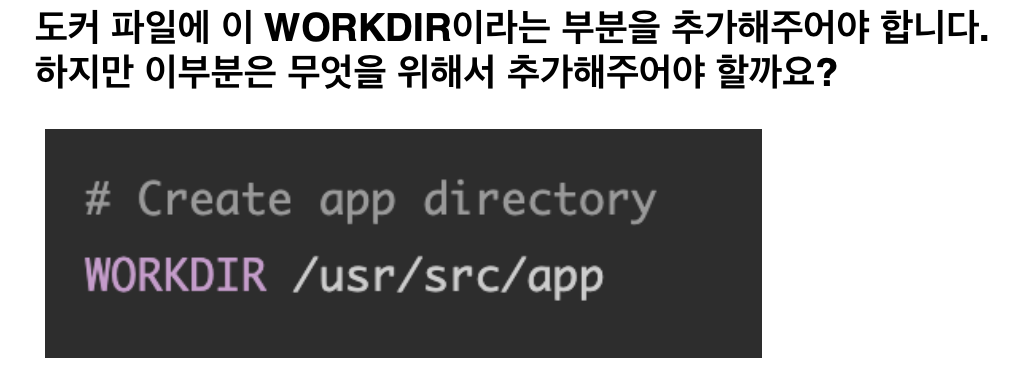 도커 파일에 이 WORKDIR이라는 부분을 추가해주어야 합니다.
하지만 이부분은 무엇을 위해서 추가해주어야 할까요?
# Create app directory
WORKDIR /usr/src/app